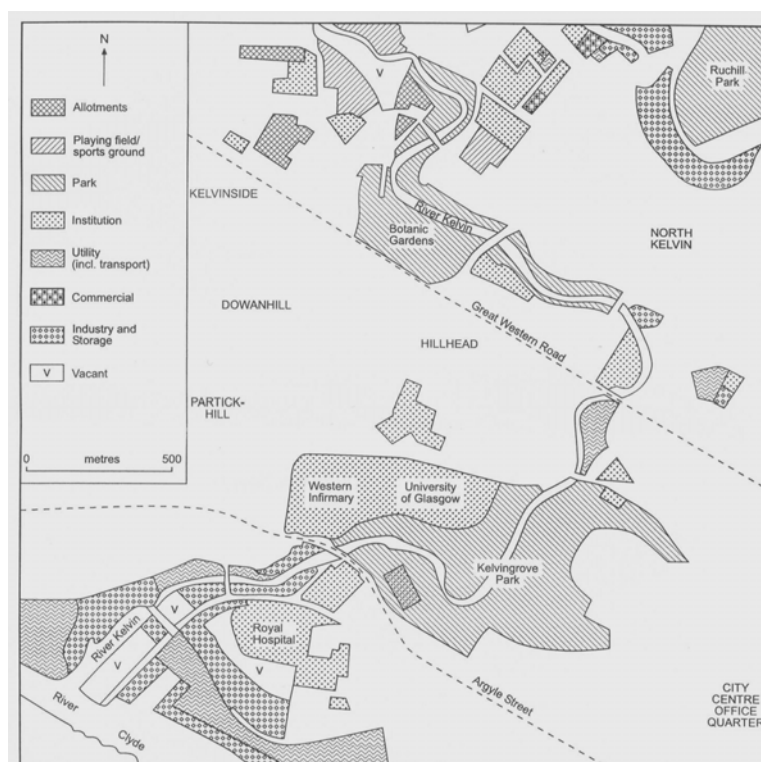 N
Allotments
Playing field/
sports ground
Park
Institution
Utility
(incl. transport)
Commercial
Industry and
Storage
V
Vacant
metres
0
500
V
Ruchill
Park
KELVINSIDE
River Kelvin
Botanic
Gardens
NORTH
KELVIN
DOWANHILL
Great Western Road
HILLHEAD
PARTICK-
HILL
Western
Infirmary
University
of Glasgow
Kelvingrove
Park
V
Royal
Hospital
River Kelvin
V
V
River
Clyde
Argyle Street
CITY
CENTRE
OFFICE
QUARTER